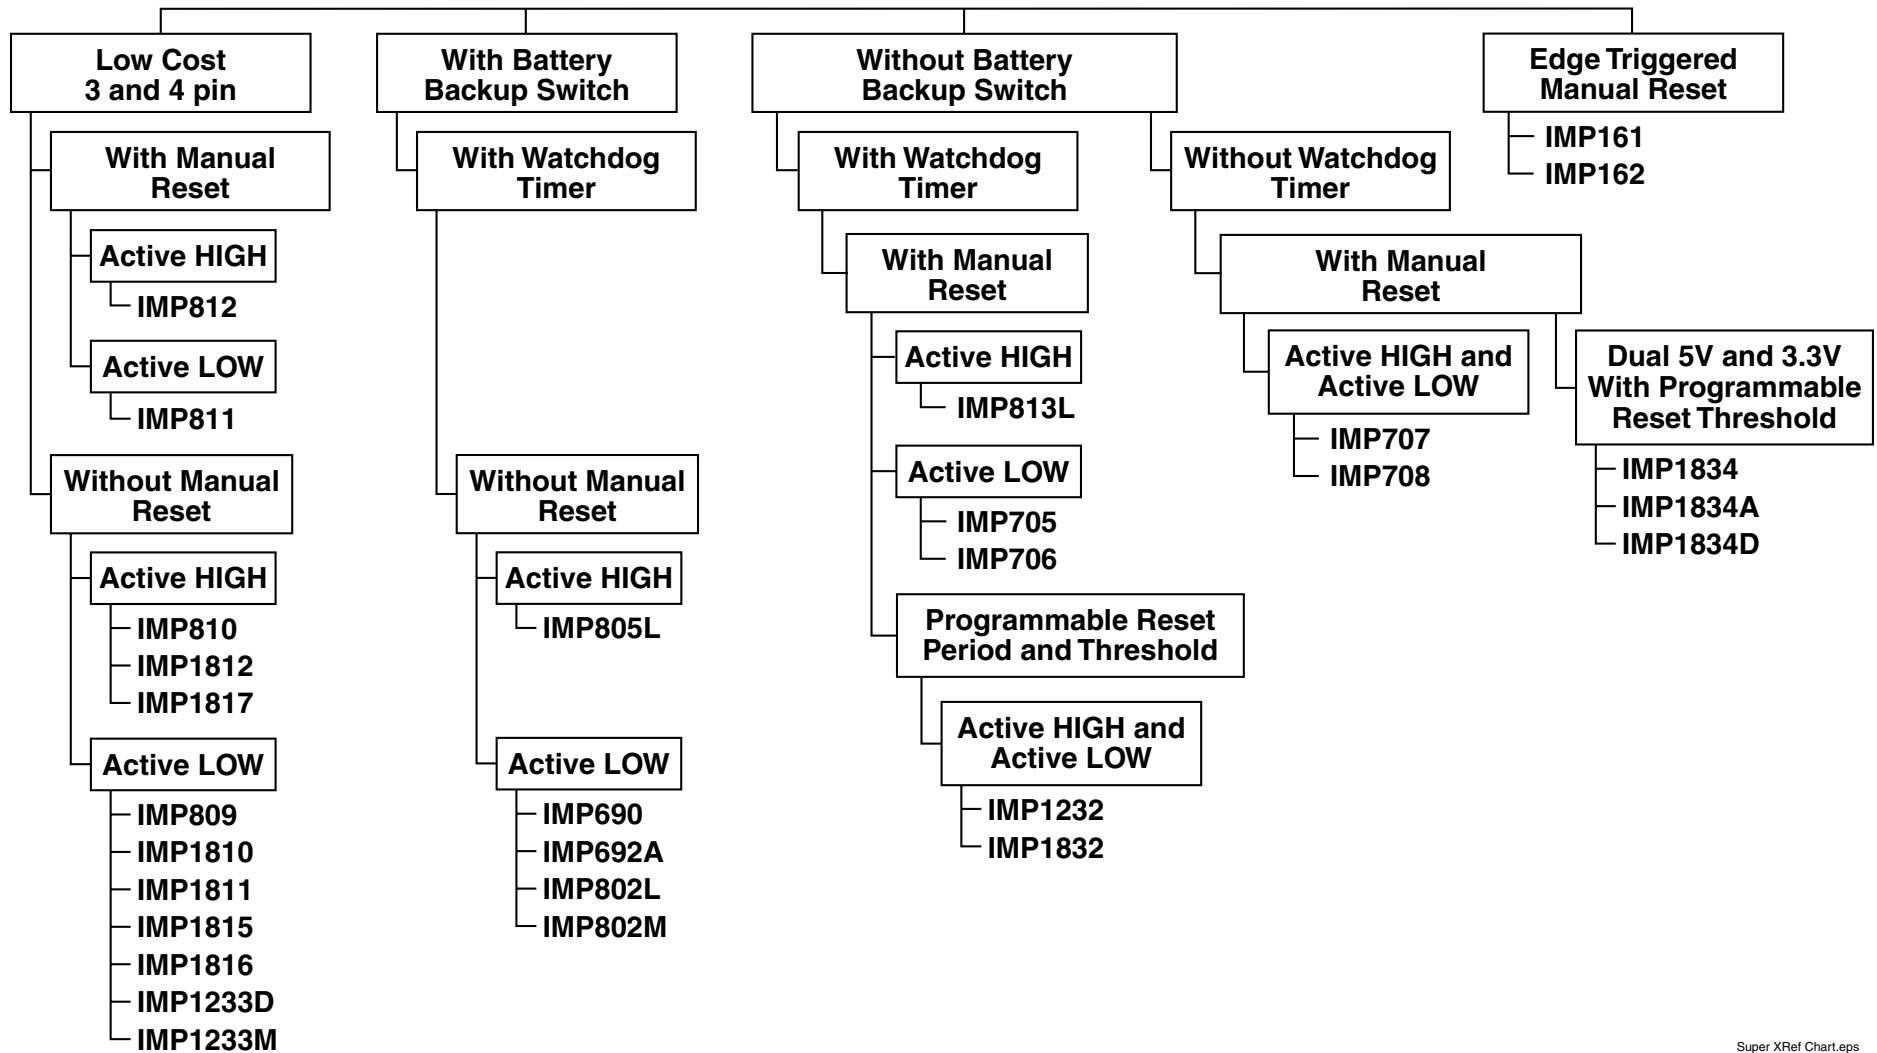 Low Cost
3 and 4 pin
With Manual
Reset
Active HIGH
IMP812
Active LOW
IMP811
Without Manual
Reset
Active HIGH
IMP810
IMP1812
IMP1817
Active LOW
IMP809
IMP1810
IMP1811
IMP1815
IMP1816
IMP1233D
IMP1233M
With Battery
Backup Switch
With Watchdog
Timer
Without Manual
Reset
Active HIGH
IMP805L
Active LOW
IMP690
IMP692A
IMP802L
IMP802M
Without Battery
Backup Switch
With Watchdog
Timer
With Manual
Reset
Active HIGH
IMP813L
Active LOW
IMP705
IMP706
Programmable Reset
Period and Threshold
Active HIGH and
Active LOW
IMP1232
IMP1832
Without Watchdog
Timer
With Manual
Reset
Active HIGH and
Active LOW
IMP707
IMP708
Dual 5V and 3.3V
With Programmable
Reset Threshold
IMP1834
IMP1834A
IMP1834D
Edge Triggered
Manual Reset
IMP161
IMP162
Super XRef Chart.eps